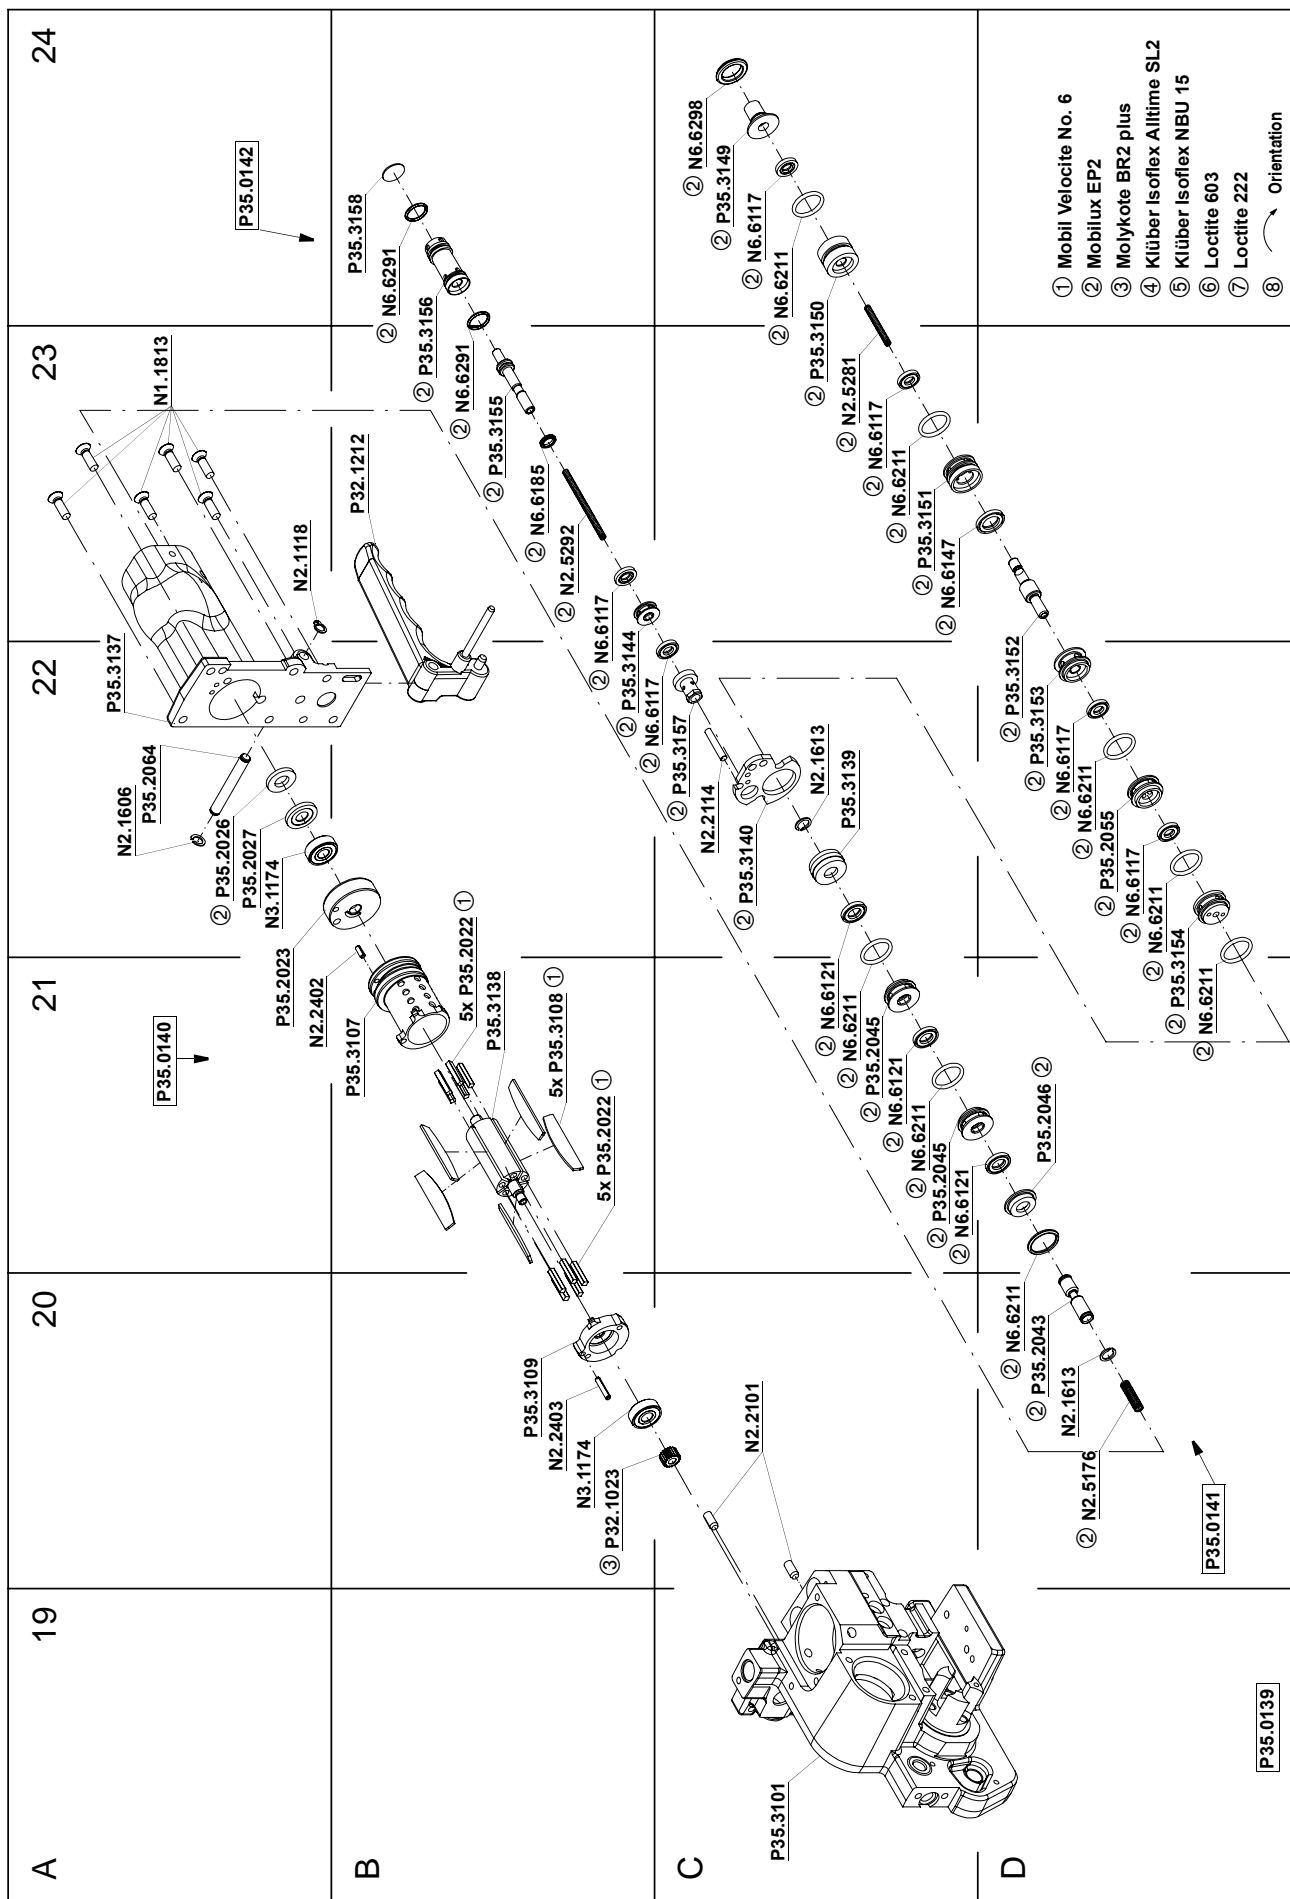 A
B
C
D
19
20
21
22
23
24
P35.0140
P35.0142
P35.0141
P35.0139
N1.1813
P35.3137
N2.1118
P32.1212
N2.1606
P35.2064
② P35.2026
P35.2027
N3.1174
P35.2023
N2.2402
P35.3107
5x P35.2022 ①
P35.3138
5x P35.3108 ①
5x P35.2022 ①
P35.3109
N2.2403
N3.1174
③ P32.1023
N2.2101
P35.3101
P35.3158
② N6.6291
② P35.3156
② N6.6291
② P35.3155
② N6.6185
② N2.5292
② N6.6117
② P35.3144
② N6.6117
② P35.3157
N2.2114
② P35.3140
N2.1613
P35.3139
② N6.6121
② N6.6211
② P35.2045
② N6.6121
② N6.6211
② P35.2045
② N6.6121
P35.2046 ②
② N6.6211
② P35.2043
N2.1613
② N2.5176
② N6.6298
② P35.3149
② N6.6117
② N6.6211
② P35.3150
② N2.5281
② N6.6117
② N6.6211
② P35.3151
② N6.6147
② P35.3152
② P35.3153
② N6.6117
② N6.6211
② P35.2055
② N6.6117
② N6.6211
② P35.3154
② N6.6211
① Mobil Velocite No. 6
② Mobilux EP2
③ Molykote BR2 plus
④ Klüber Isoflex Alltime SL2
⑤ Klüber Isoflex NBU 15
⑥ Loctite 603
⑦ Loctite 222
⑧ Orientation